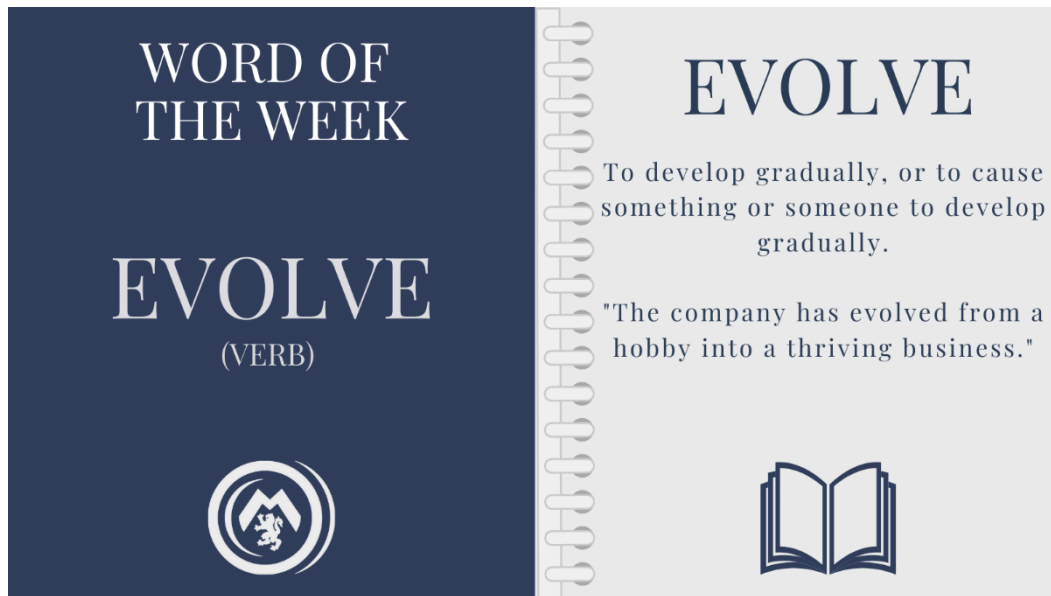 WORD OF
THE WEEK
EVOLVE
(VERB)
EVOLVE
To develop gradually, or to cause
something or someone to develop
gradually.
"The company has evolved from a
hobby into a thriving business."